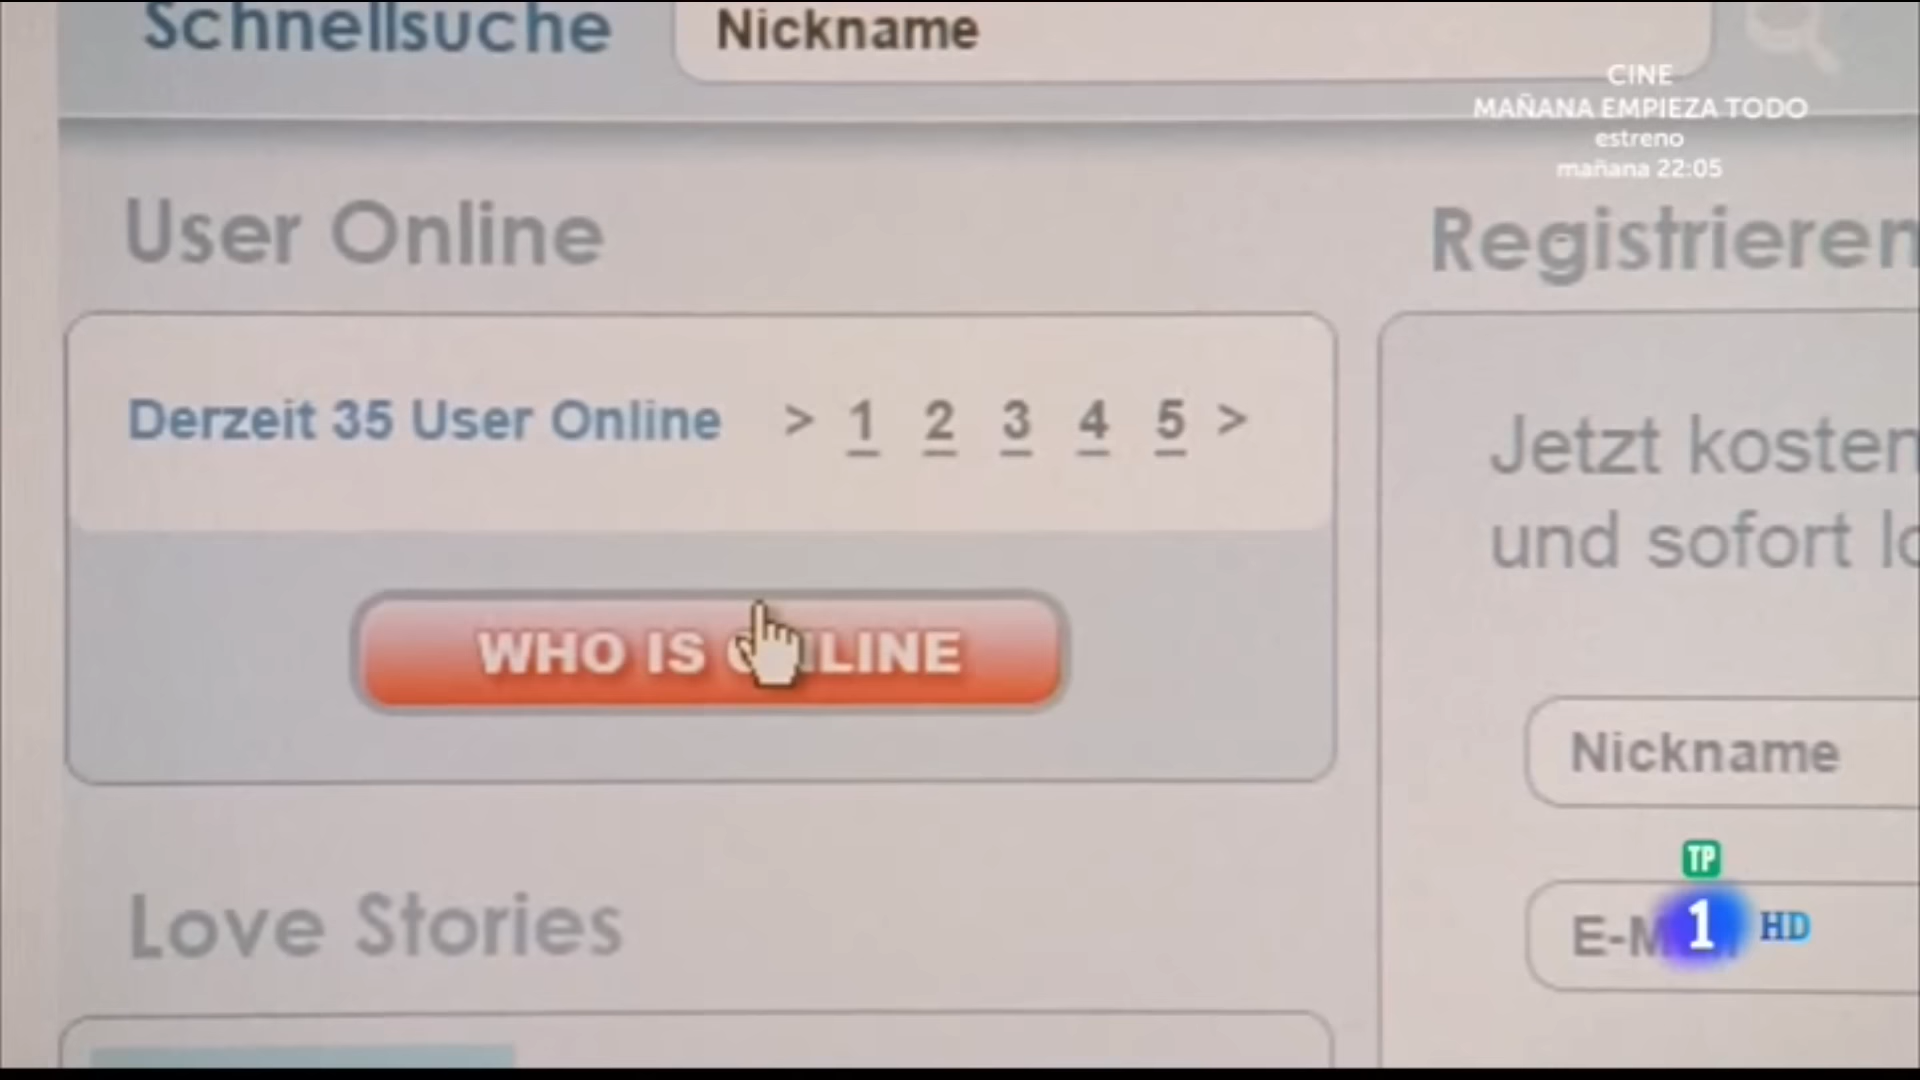 Schnellsuche
Nickname
CINE
MAÑANA EMPIEZA TODO
estreno
mañana 22:05
User Online
Registrieren
Derzeit 35 User Online > 1 2 3 4 5 >
Jetzt kosten
und sofort
WHO IS ONLINE
Nickname
TP
E-M
1 HD
Love Stories